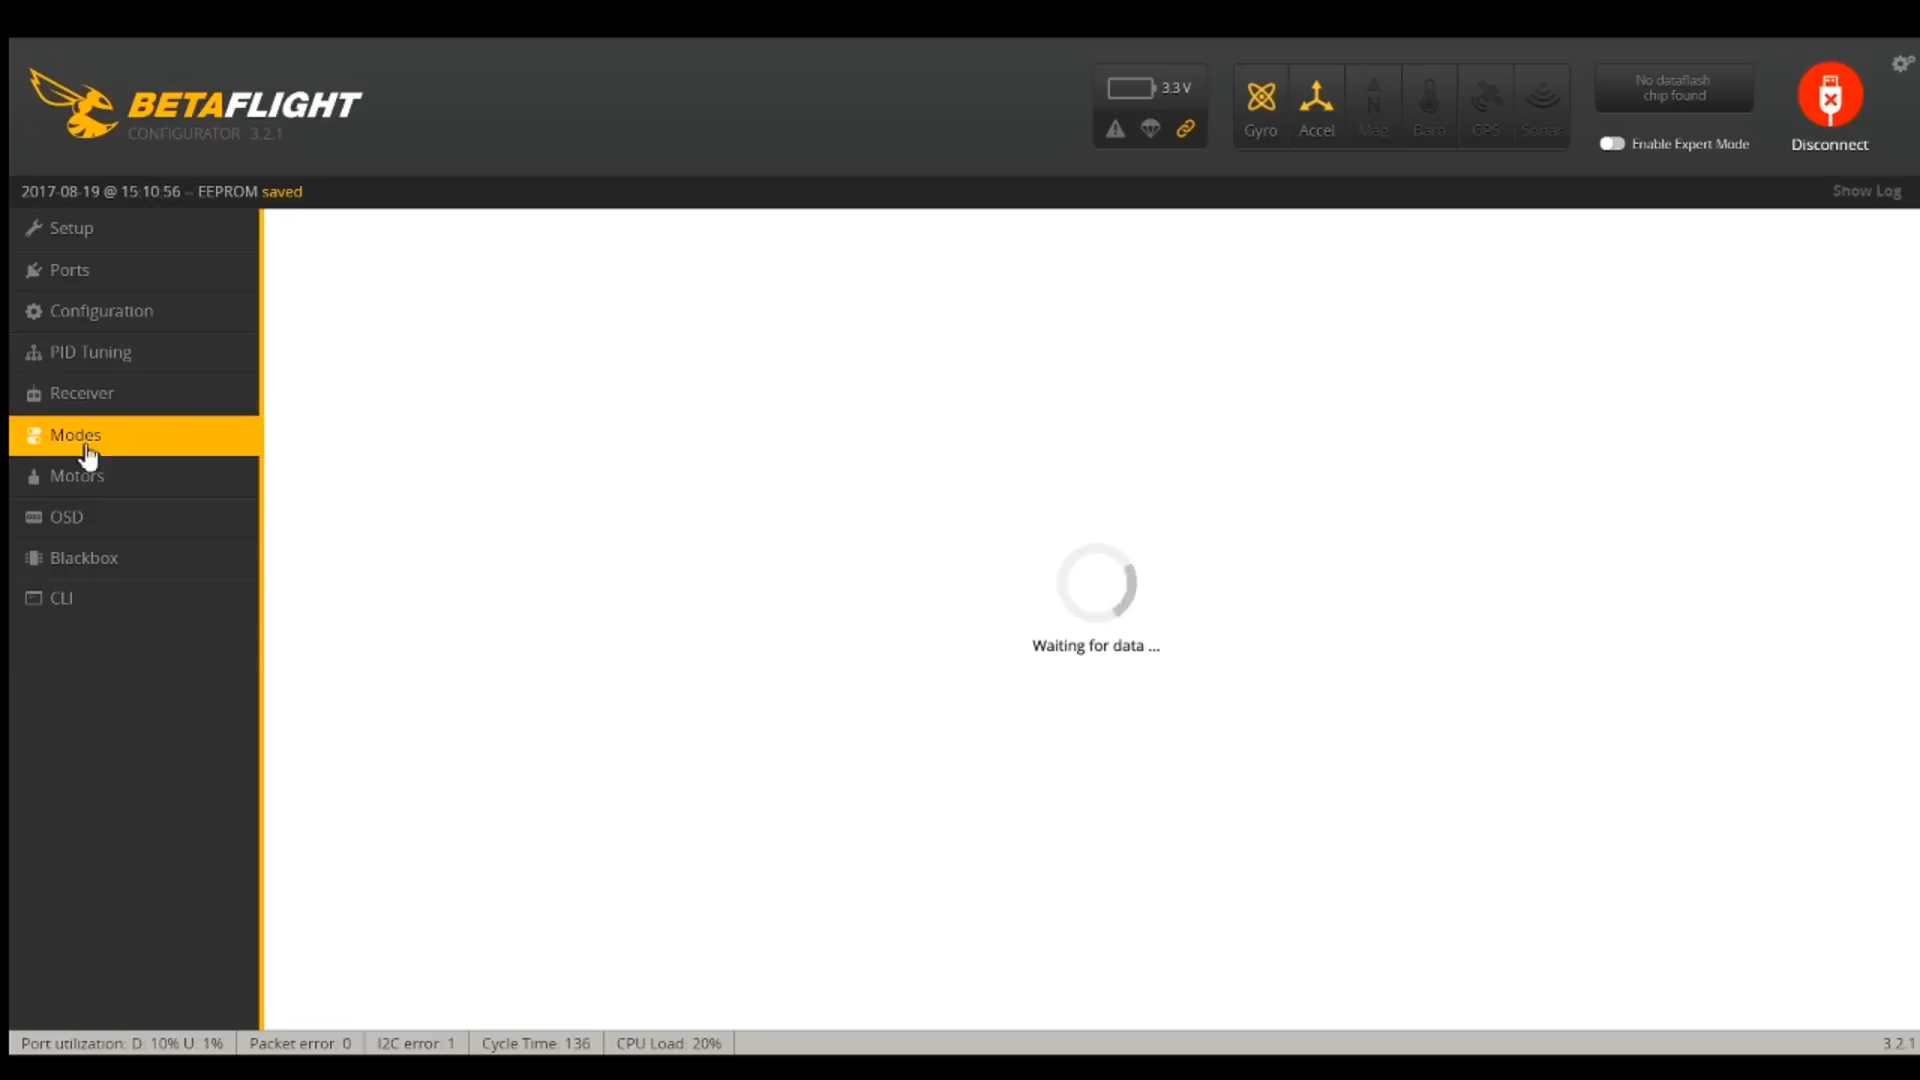 BETAFLIGHT
CONFIGURATOR 3.2.1
3.3 V
Gyro
Accel
Mag
Baro
GPS
Sonar
No dataflash
chip found
Enable Expert Mode
Disconnect
2017-08-19 @ 15:10:56 -- EEPROM saved
Show Log
Setup
Ports
Configuration
PID Tuning
Receiver
Modes
Motors
OSD
Blackbox
CLI
Waiting for data ...
Port utilization: D: 10% U: 1%
Packet error: 0
I2C error: 1
Cycle Time: 136
CPU Load: 20%
3.2.1